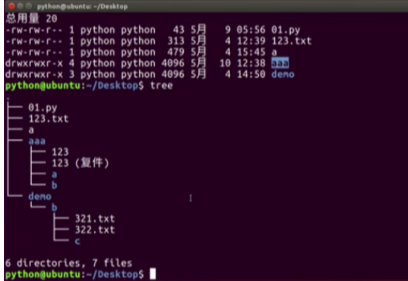 python@ubuntu: ~/Desktop
总用量 20
-rw-rw-r-- 1 python python 43 5月 9 05:56 01.py
-rw-rw-r-- 1 python python 313 5月 4 12:39 123.txt
-rw-rw-r-- 1 python python 479 5月 4 15:45 a
drwxrwxr-x 4 python python 4096 5月 10 12:38 aaa
drwxrwxr-x 3 python python 4096 5月 4 14:50 demo
python@ubuntu:~/Desktop$ tree
.
├── 01.py
├── 123.txt
├── a
├── aaa
│   ├── 123
│   ├── 123 (复件)
│   ├── a
│   └── b
└── demo
    └── b
        ├── 321.txt
        ├── 322.txt
        └── c
6 directories, 7 files
python@ubuntu:~/Desktop$